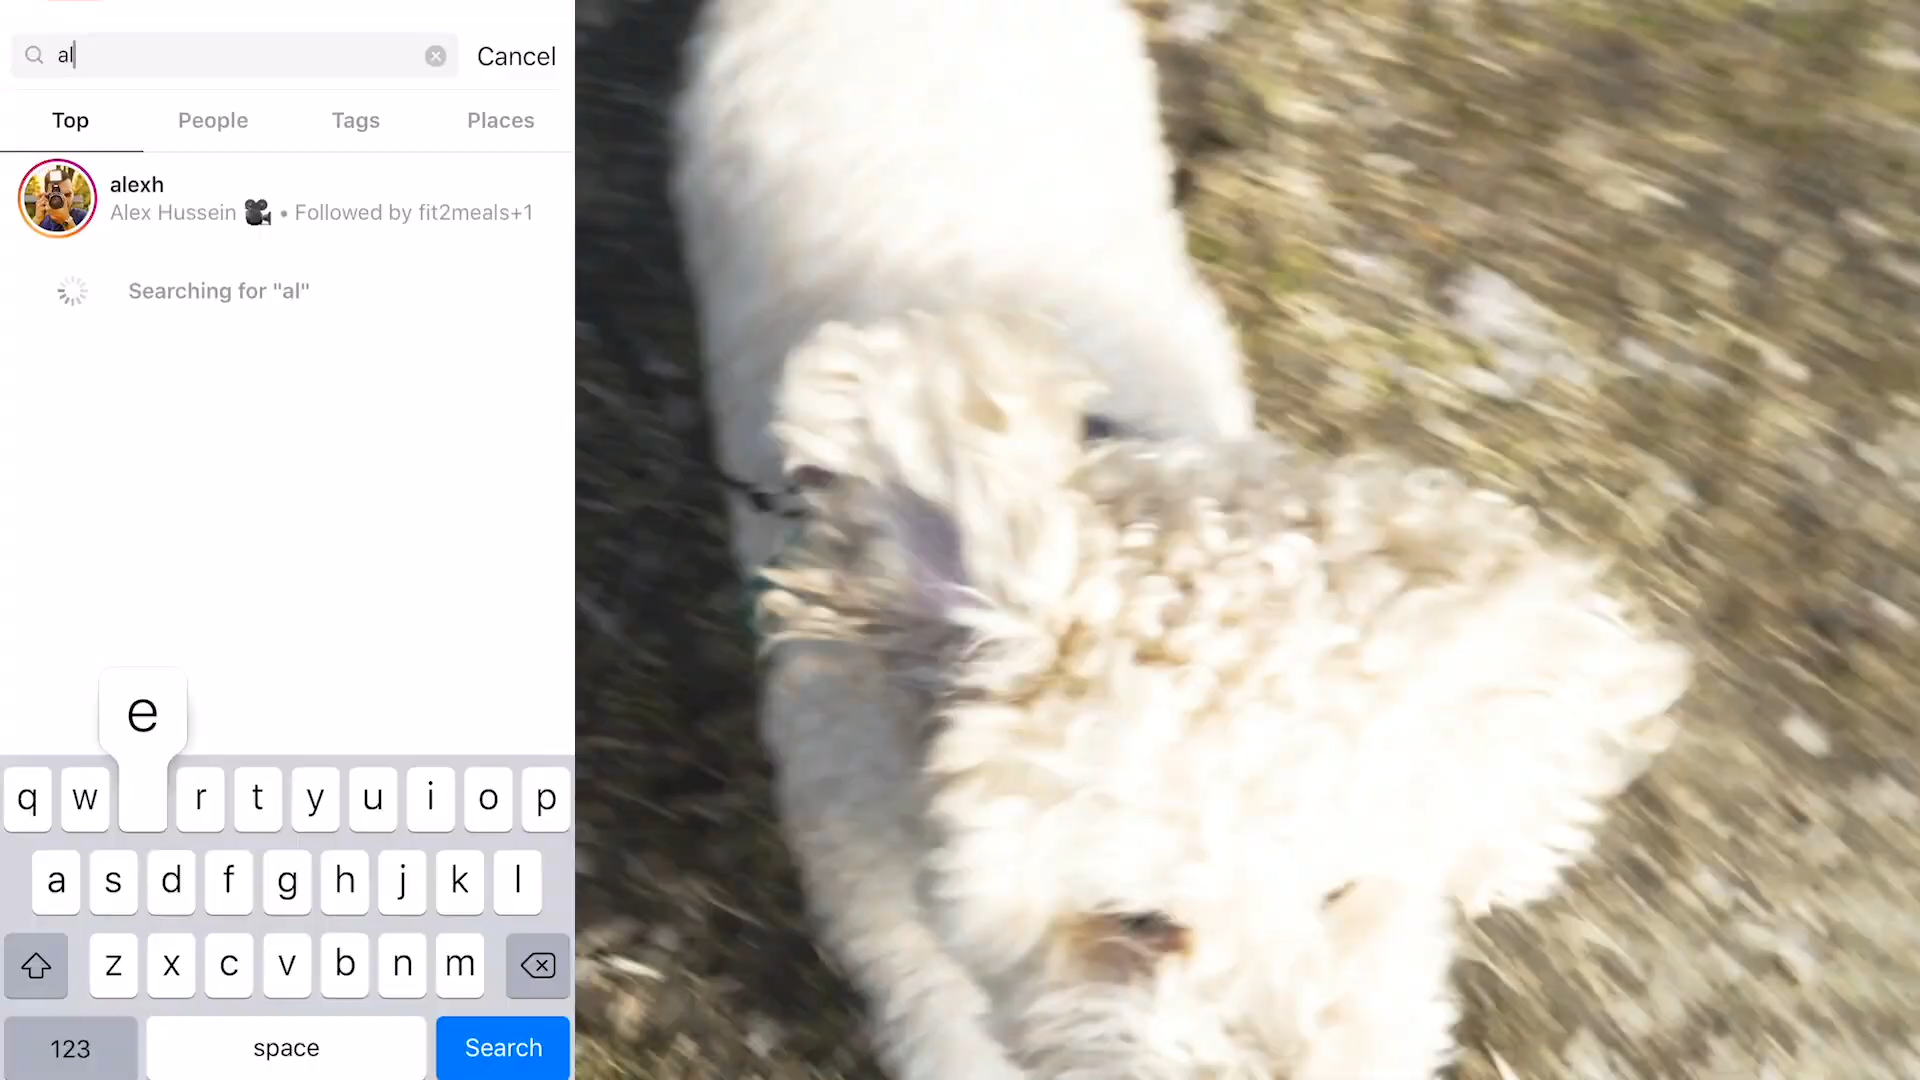 al
Cancel
Top People Tags Places
alexh
Alex Hussein 🎥 • Followed by fit2meals+1
Searching for "al"
e
q w r t y u i o p
a s d f g h j k l
z x c v b n m
123 space Search